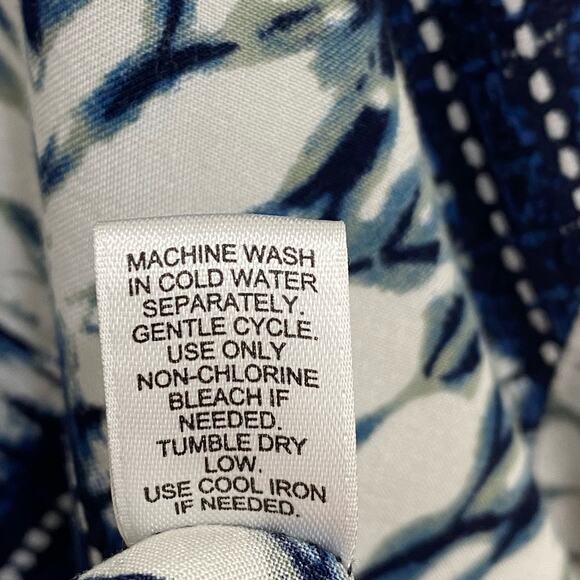 MACHINE WASH
IN COLD WATER
SEPARATELY.
GENTLE CYCLE.
USE ONLY
NON-CHLORINE
BLEACH IF
NEEDED.
TUMBLE DRY
LOW.
USE COOL IRON
IF NEEDED.